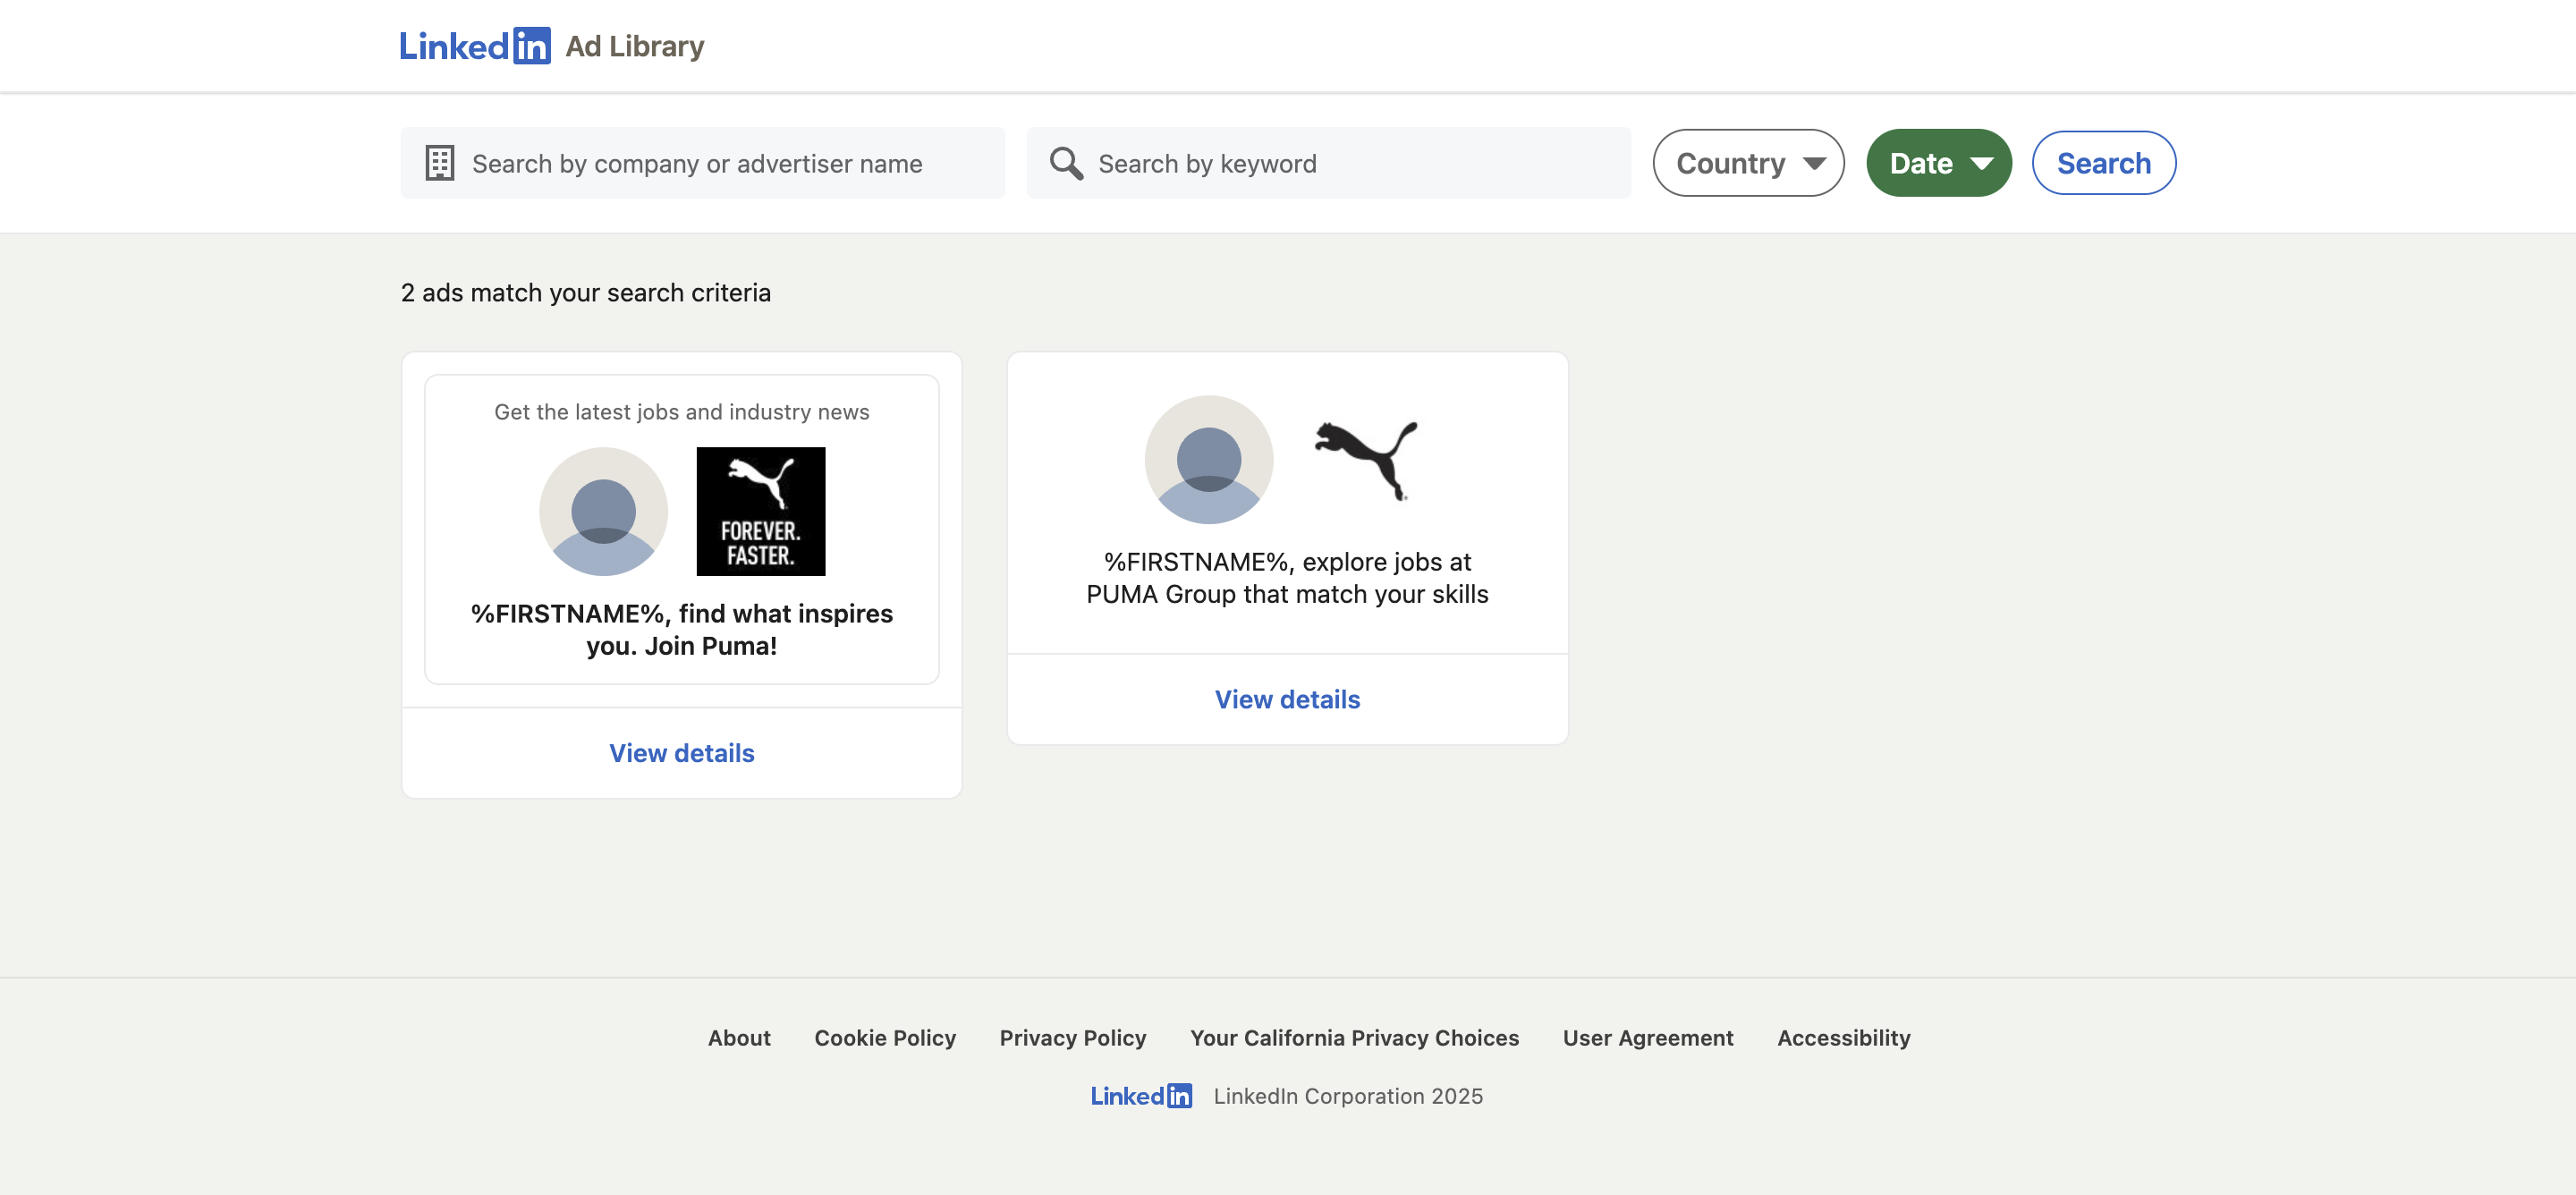 LinkedIn Ad Library
Search by company or advertiser name
Search by keyword
Country
Date
Search
2 ads match your search criteria
Get the latest jobs and industry news
FOREVER.
FASTER.
%FIRSTNAME%, find what inspires
you. Join Puma!
View details
%FIRSTNAME%, explore jobs at
PUMA Group that match your skills
View details
About
Cookie Policy
Privacy Policy
Your California Privacy Choices
User Agreement
Accessibility
LinkedIn LinkedIn Corporation 2025